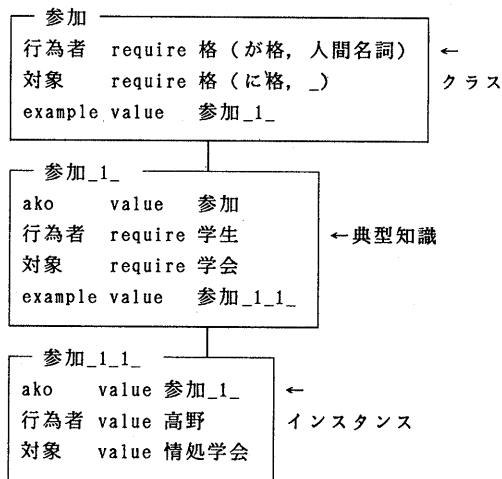 参加
行為者 require 格（が格，人間名詞） ←
対象 require 格（に格，_） クラス
example value 参加_1_
参加_1_
ako value 参加
行為者 require 学生 ←典型知識
対象 require 学会
example value 参加_1_1_
参加_1_1_
ako value 参加_1_ ←
行為者 value 高野 インスタンス
対象 value 情処学会